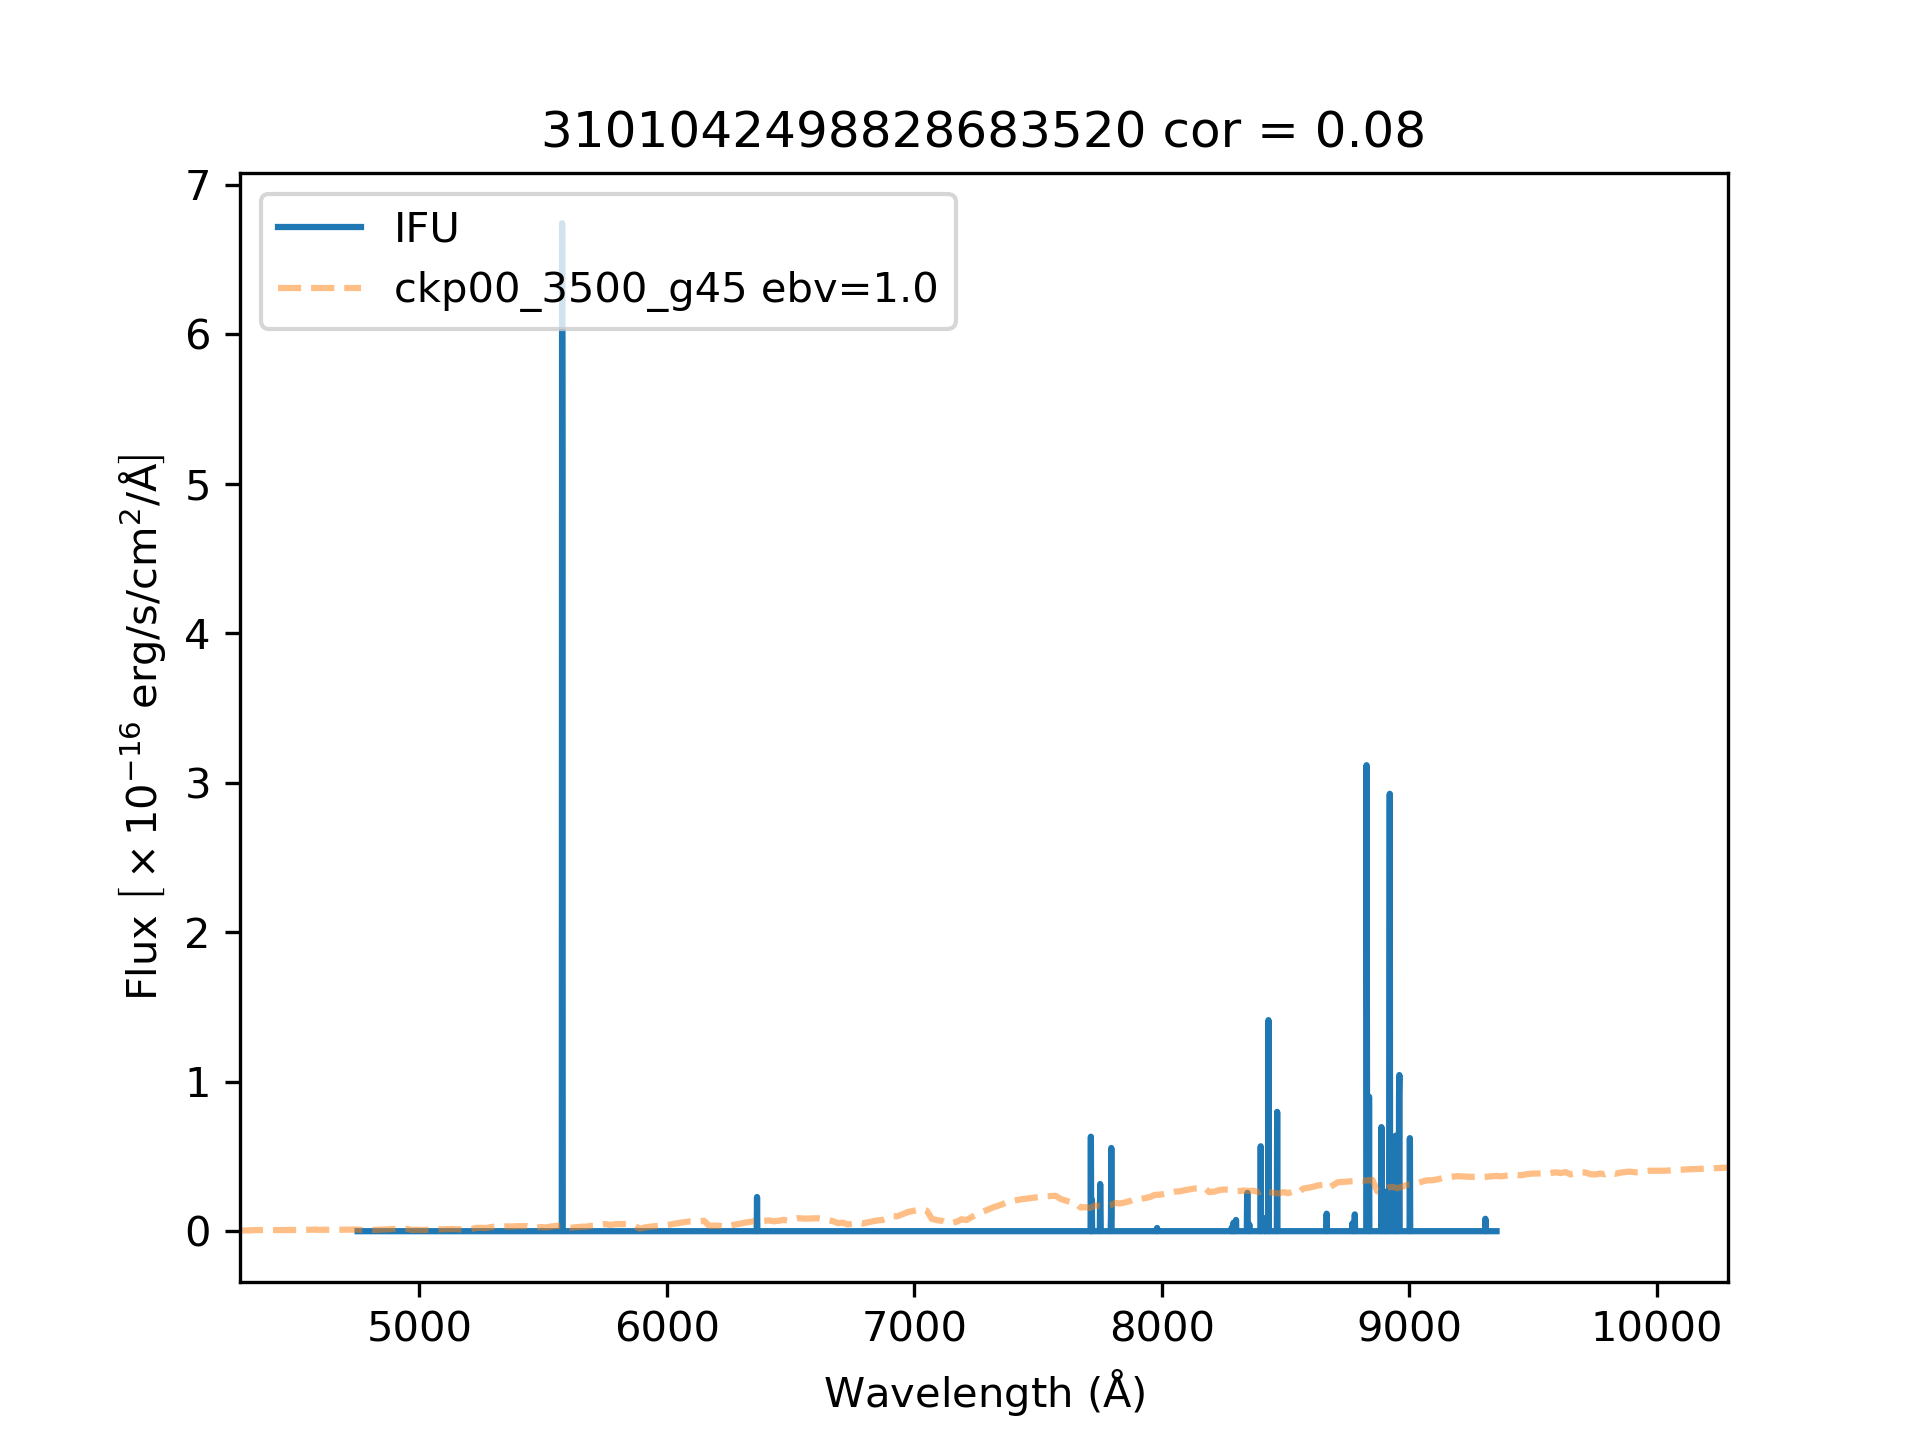 3101042498828683520 cor = 0.08
7
6
5
4
3
2
1
0
IFU
ckp00_3500_g45 ebv=1.0
Flux [×10⁻¹⁶ erg/s/cm²/Å]
5000 6000 7000 8000 9000 10000
Wavelength (Å)